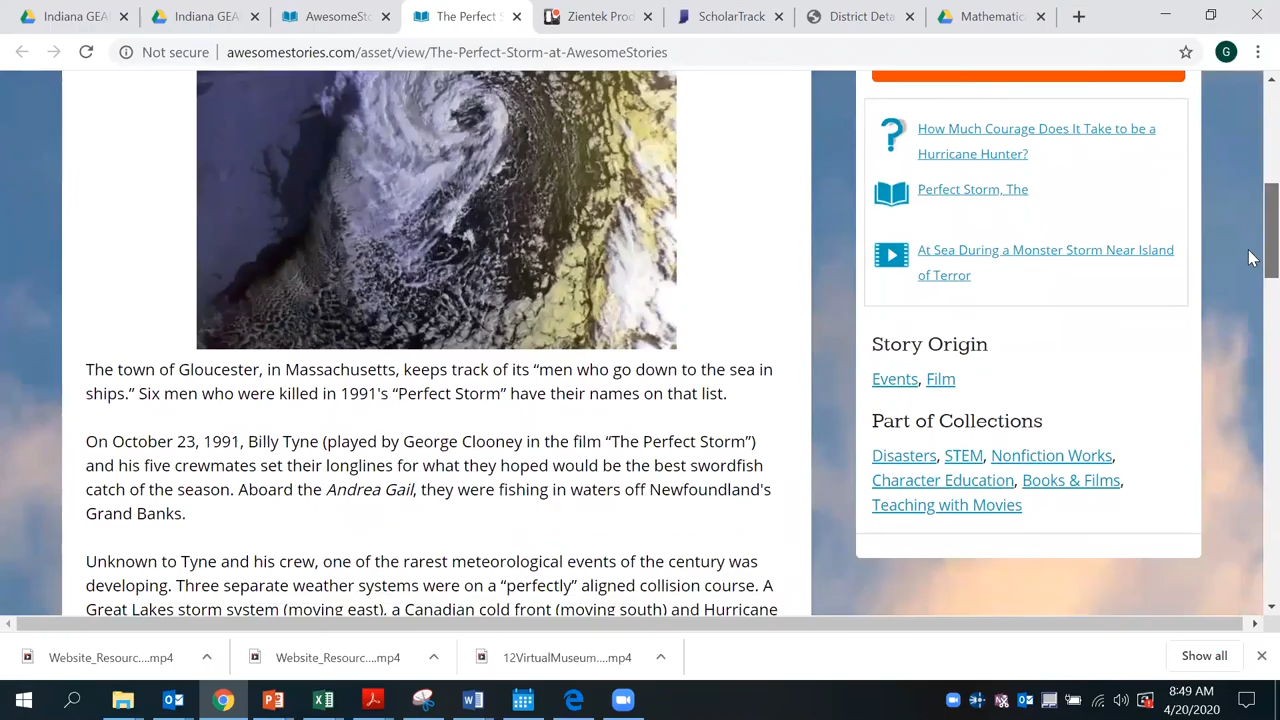 Indiana GEA
Indiana GEA
AwesomeSto
The Perfect S
Zientek Prod
ScholarTrack
District Deta
Mathematic
Not secure
awesomestories.com/asset/view/The-Perfect-Storm-at-AwesomeStories
G
How Much Courage Does It Take to be a
Hurricane Hunter?
Perfect Storm, The
At Sea During a Monster Storm Near Island
of Terror
Story Origin
Events, Film
Part of Collections
Disasters, STEM, Nonfiction Works,
Character Education, Books & Films,
Teaching with Movies
The town of Gloucester, in Massachusetts, keeps track of its “men who go down to the sea in
ships.” Six men who were killed in 1991's “Perfect Storm” have their names on that list.
On October 23, 1991, Billy Tyne (played by George Clooney in the film “The Perfect Storm”)
and his five crewmates set their longlines for what they hoped would be the best swordfish
catch of the season. Aboard the Andrea Gail, they were fishing in waters off Newfoundland's
Grand Banks.
Unknown to Tyne and his crew, one of the rarest meteorological events of the century was
developing. Three separate weather systems were on a “perfectly” aligned collision course. A
Great Lakes storm system (moving east), a Canadian cold front (moving south) and Hurricane
Website_Resourc....mp4
Website_Resourc....mp4
12VirtualMuseum....mp4
Show all
8:49 AM
4/20/2020